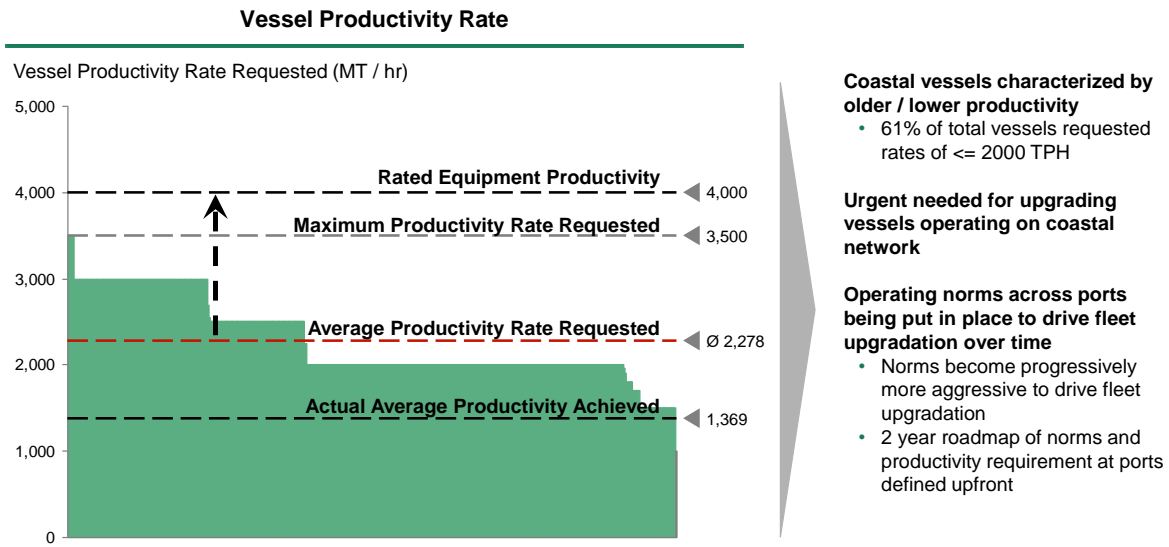 Vessel Productivity Rate
Vessel Productivity Rate Requested (MT / hr)
5,000
4,000
3,000
2,000
1,000
0
Rated Equipment Productivity
4,000
Maximum Productivity Rate Requested
3,500
Average Productivity Rate Requested
Ø 2,278
Actual Average Productivity Achieved
1,369
Coastal vessels characterized by
older / lower productivity
• 61% of total vessels requested
rates of <= 2000 TPH
Urgent needed for upgrading
vessels operating on coastal
network
Operating norms across ports
being put in place to drive fleet
upgradation over time
• Norms become progressively
more aggressive to drive fleet
upgradation
• 2 year roadmap of norms and
productivity requirement at ports
defined upfront